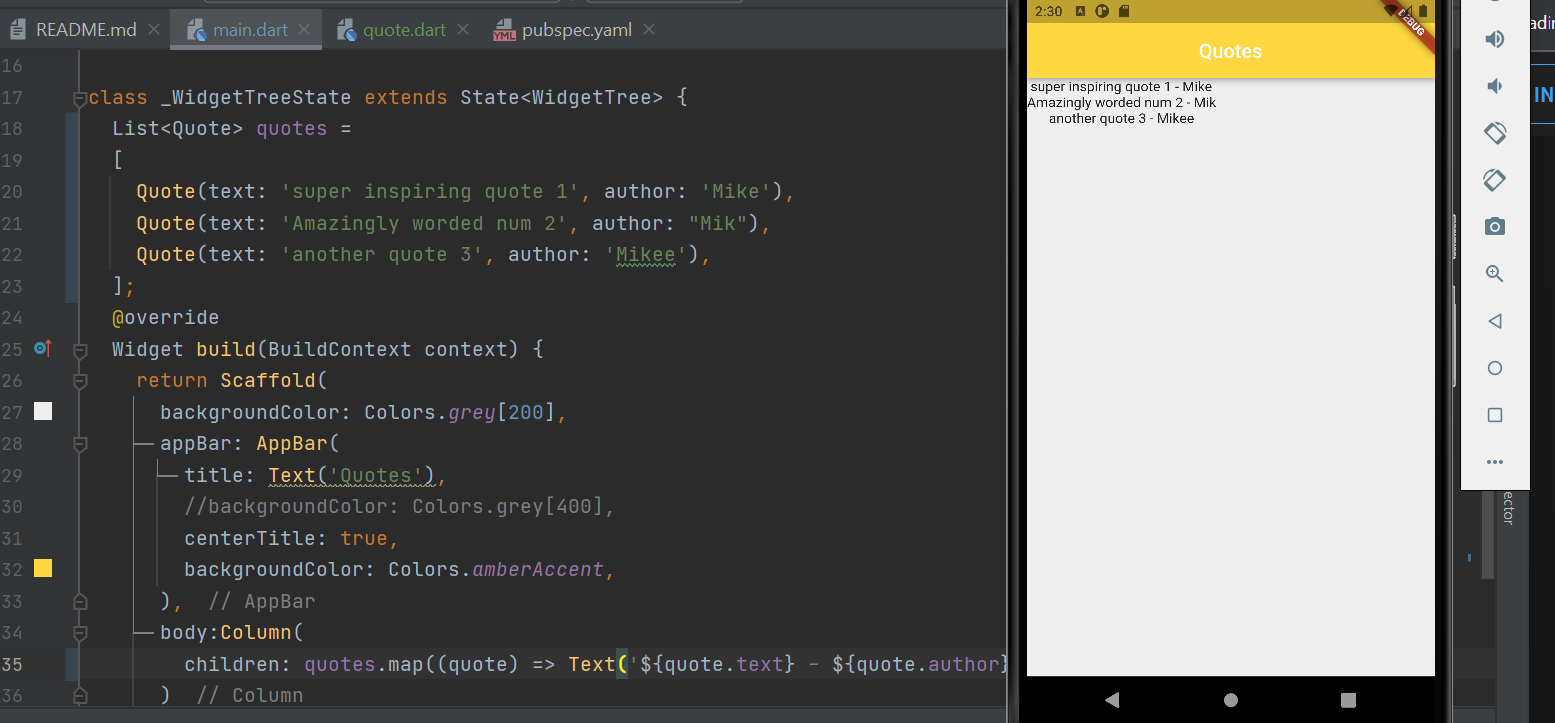 README.md
main.dart
quote.dart
YML pubspec.yaml
16
17 class _WidgetTreeState extends State<WidgetTree> {
18 List<Quote> quotes =
19 [
20 Quote(text: 'super inspiring quote 1', author: 'Mike'),
21 Quote(text: 'Amazingly worded num 2', author: "Mik"),
22 Quote(text: 'another quote 3', author: 'Mikee'),
23 ];
24 @override
25 Widget build(BuildContext context) {
26 return Scaffold(
27 backgroundColor: Colors.grey[200],
28 appBar: AppBar(
29 title: Text('Quotes'),
30 //backgroundColor: Colors.grey[400],
31 centerTitle: true,
32 backgroundColor: Colors.amberAccent,
33 ), // AppBar
34 body:Column(
35 children: quotes.map((quote) => Text('${quote.text} - ${quote.author}
36 ) // Column
2:30
DEBUG
Quotes
super inspiring quote 1 - Mike
Amazingly worded num 2 - Mik
another quote 3 - Mikee